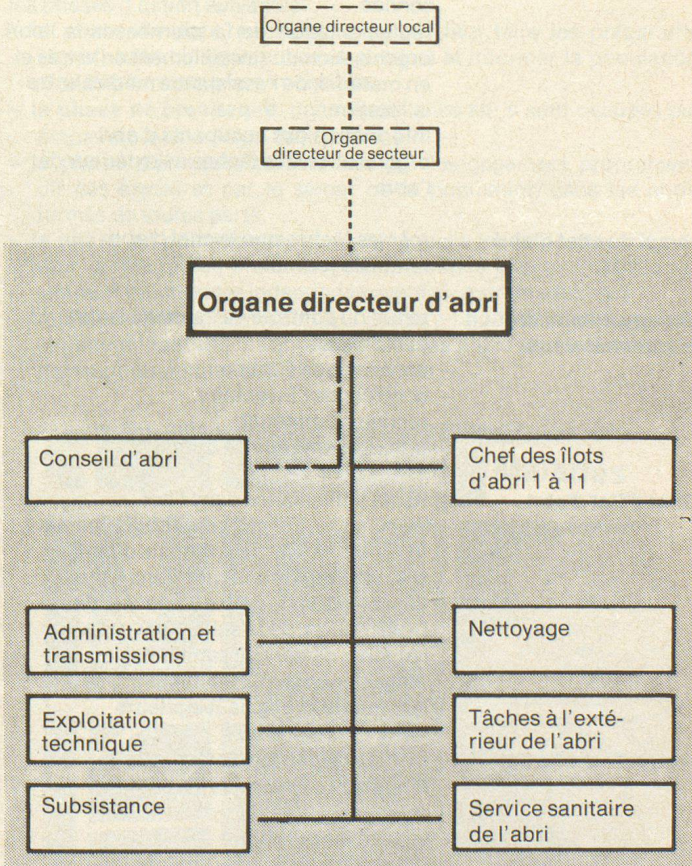 Organe directeur local
Organe
directeur de secteur
Organe directeur d'abri
Conseil d'abri
Chef des îlots
d'abri 1 à 11
Administration et
transmissions
Nettoyage
Exploitation
technique
Tâches à l'exté-
rieur de l'abri
Subsistance
Service sanitaire
de l'abri